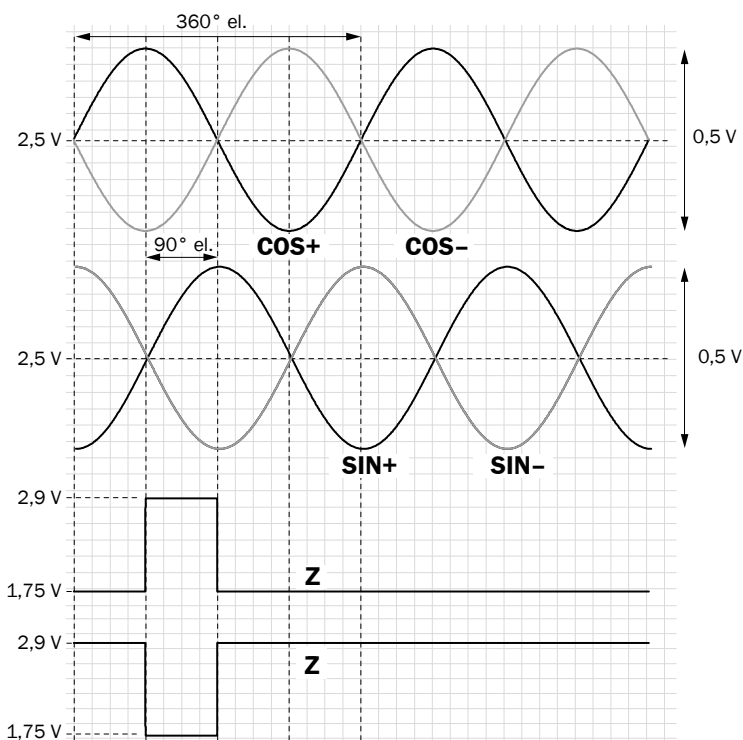 360° el.
2,5 V
0,5 V
COS+ COS–
90° el.
2,5 V
0,5 V
SIN+ SIN–
2,9 V
Z
1,75 V
2,9 V
Z
1,75 V